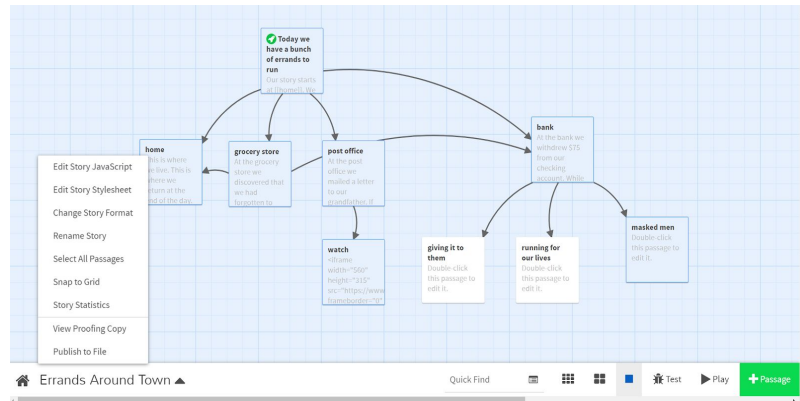 Today we
have a bunch
of errands to
run
Our story starts
at [[home]]. We
bank
At the bank we
withdrew $75
from our
checking
account. While
home
This is where
we live. This is
where we
return at the
end of the day.
grocery store
At the grocery
store we
discovered that
we had
forgotten to
post office
At the post
office we
mailed a letter
to our
grandfather. If
watch
<iframe
width="560"
height="315"
src="https://www
frameborder="0"
giving it to
them
Double-click
this passage to
edit it.
running for
our lives
Double-click
this passage to
edit it.
masked men
Double-click
this passage to
edit it.
Edit Story JavaScript
Edit Story Stylesheet
Change Story Format
Rename Story
Select All Passages
Snap to Grid
Story Statistics
View Proofing Copy
Publish to File
Errands Around Town
Quick Find
Test
Play
Passage